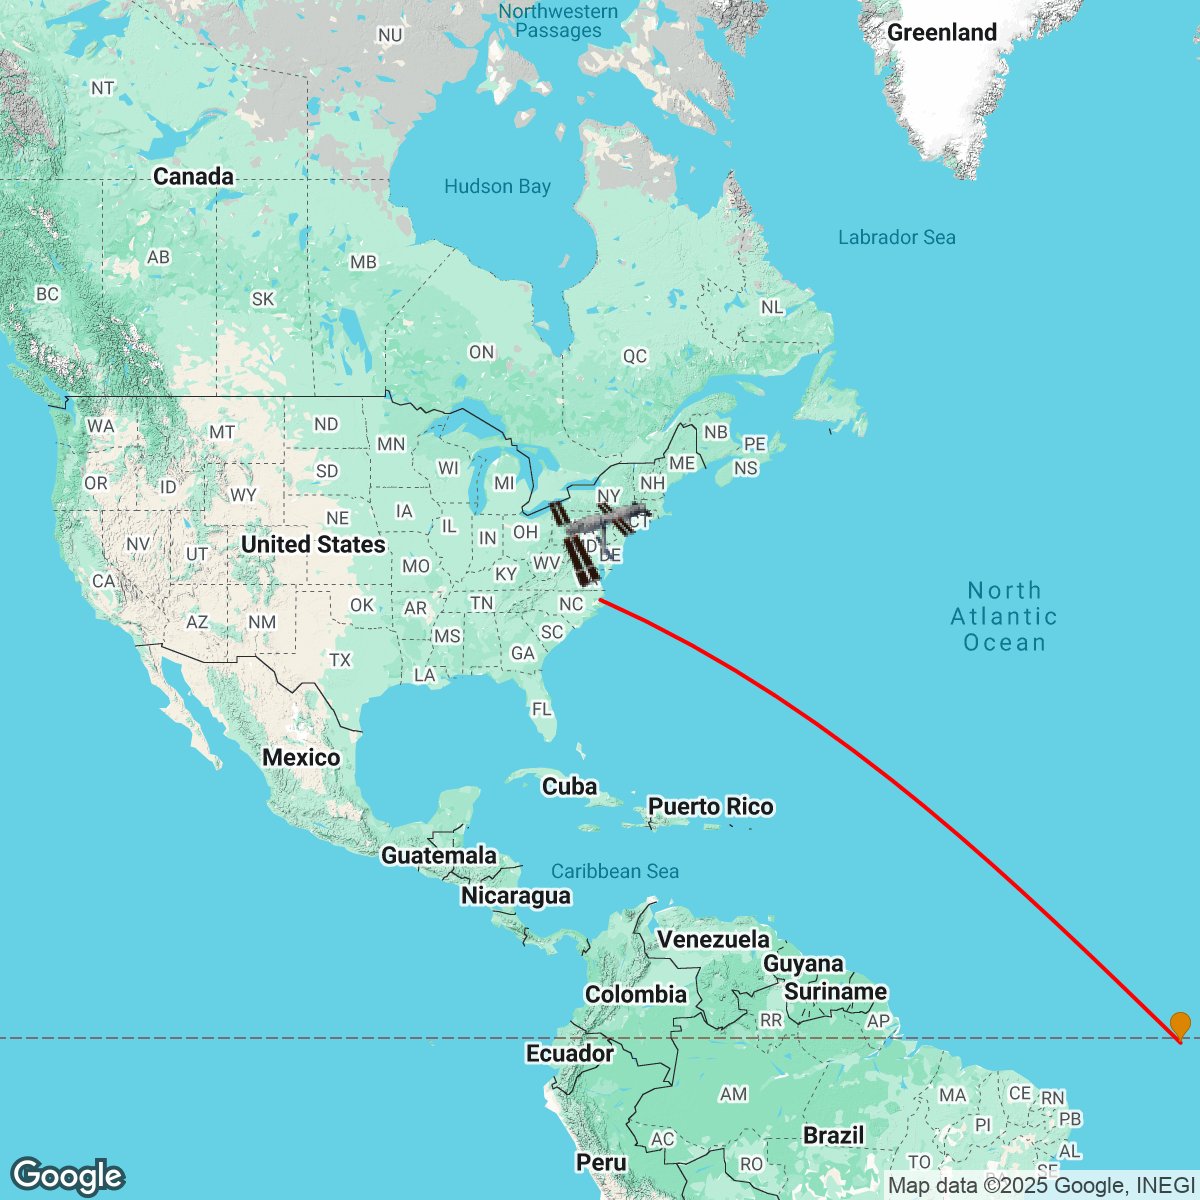 Northwestern
Passages
Greenland
NU
NT
Canada
Hudson Bay
Labrador Sea
AB
MB
BC
SK
NL
ON
QC
WA
MT
ND
MN
NB
PE
ME
NS
OR
ID
SD
WI
MI
NY
NH
WY
NE
IA
IL
IN
OH
CT
NV
UT
United States
MO
WV
DE
CA
KY
North
Atlantic
Ocean
AZ
NM
OK
AR
TN
NC
MS
SC
TX
LA
GA
FL
Mexico
Cuba
Puerto Rico
Guatemala
Caribbean Sea
Nicaragua
Venezuela
Guyana
Colombia
Suriname
RR
AP
Ecuador
AM
MA
CE
RN
PB
PI
Brazil
AC
RO
TO
AL
SE
Peru
Google
Map data ©2025 Google, INEGI